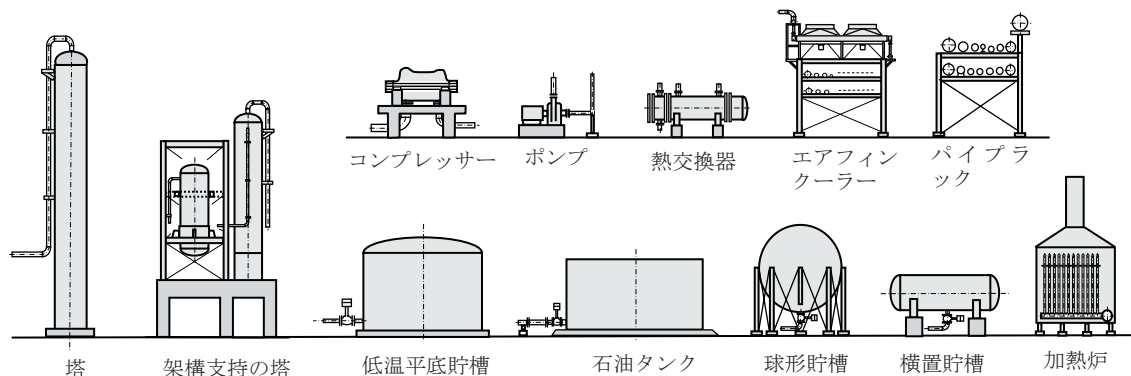 コンプレッサー
ポンプ
熱交換器
エアフィン
クーラー
パイプラ
ック
塔
架構支持の塔
低温平底貯槽
石油タンク
球形貯槽
横置貯槽
加熱炉